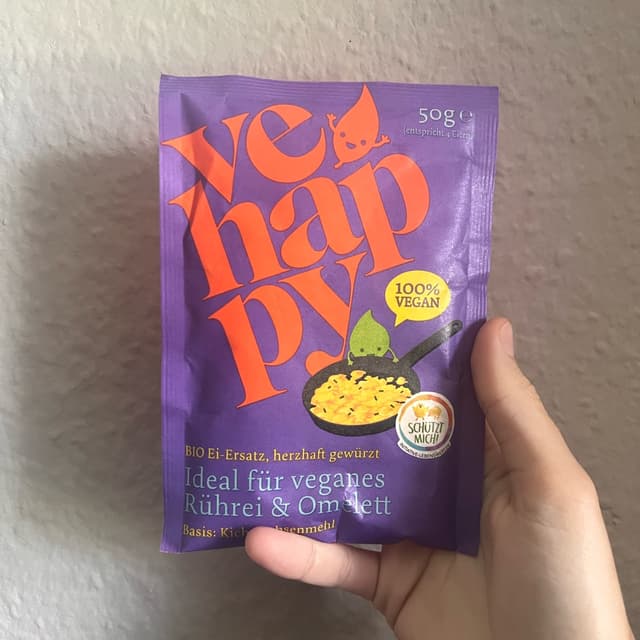 ve
hap
py
50g e
(entspricht 4 Eiern)
100%
VEGAN
SCHÜTZT
MICH!
BIO Ei-Ersatz, herzhaft gewürzt
Ideal für veganes
Rührei & Omelett
Basis: